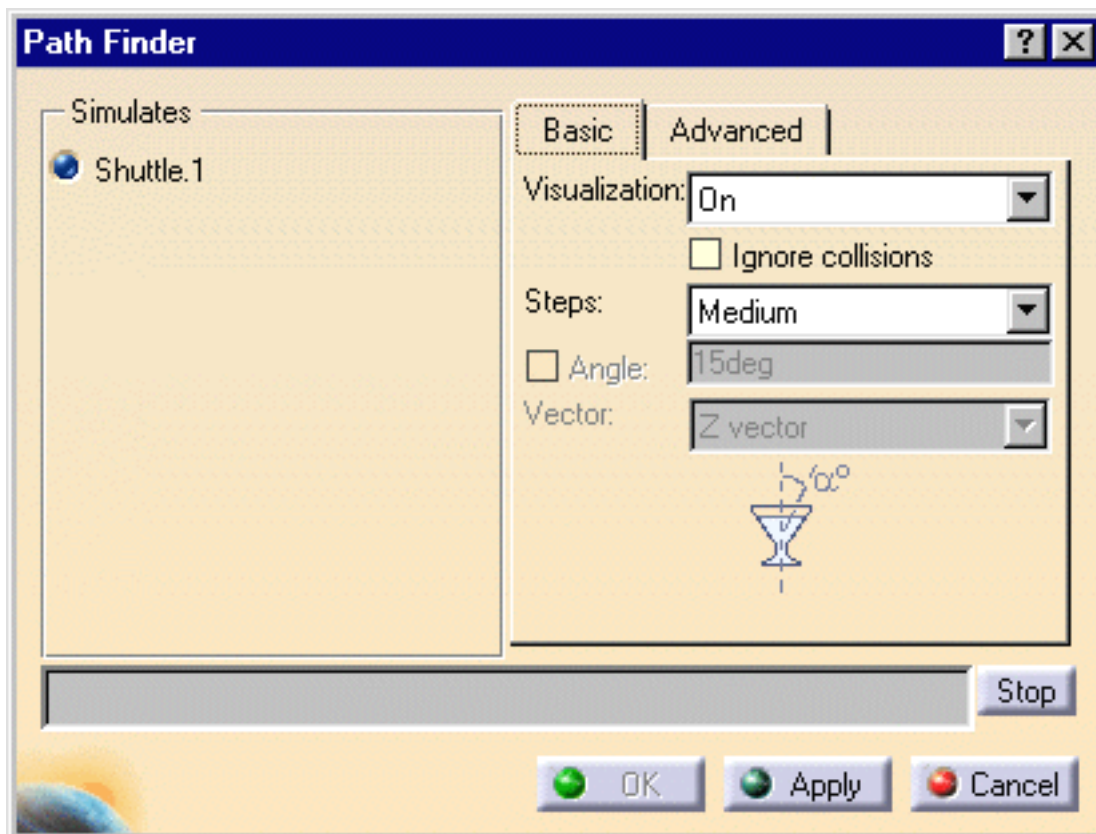 Path Finder
Simulates
Shuttle.1
Basic Advanced
Visualization: On
Ignore collisions
Steps: Medium
Angle: 15deg
Vector: Z vector
α°
Stop
OK Apply Cancel